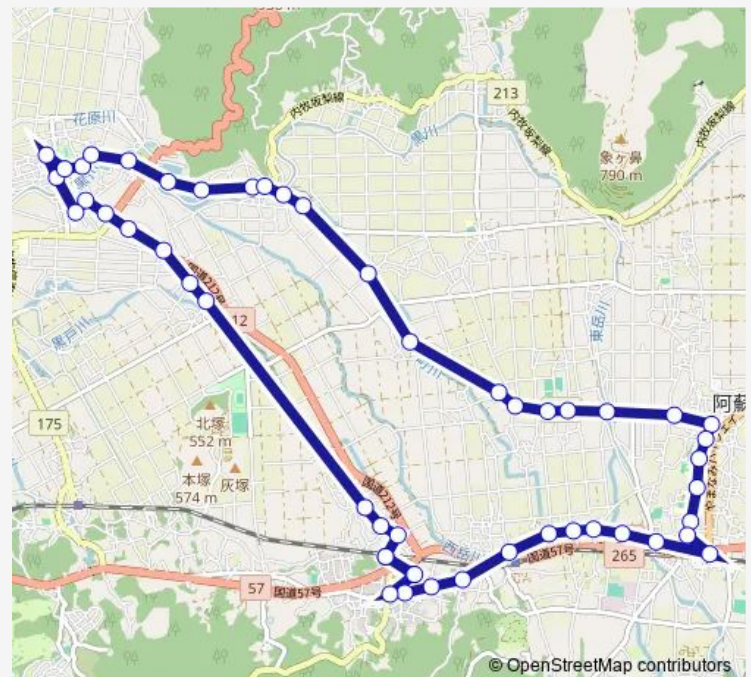 花原川
内牧坂梨線
黒川
213
内牧坂梨線
内牧坂梨線
象ヶ鼻
790 m
国道212号
12
東岳川
黒戸川
阿蘇
175
北塚
552 m
本塚
574 m
灰塚
国道212号
西岳川
国道57号
265
57
国道57号
© OpenStreetMap contributors